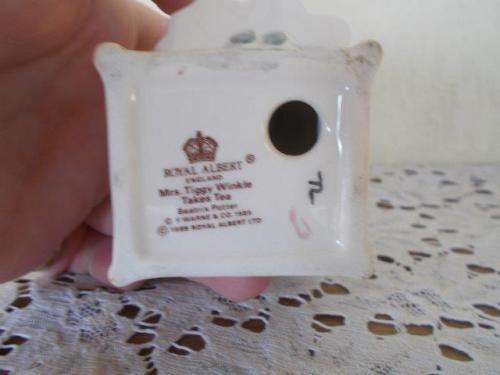 ROYAL ALBERT ®
ENGLAND
Mrs. Tiggy Winkle
Takes Tea
Beatrix Potter
© F. WARNE & CO. 1985
© 1989 ROYAL ALBERT LTD